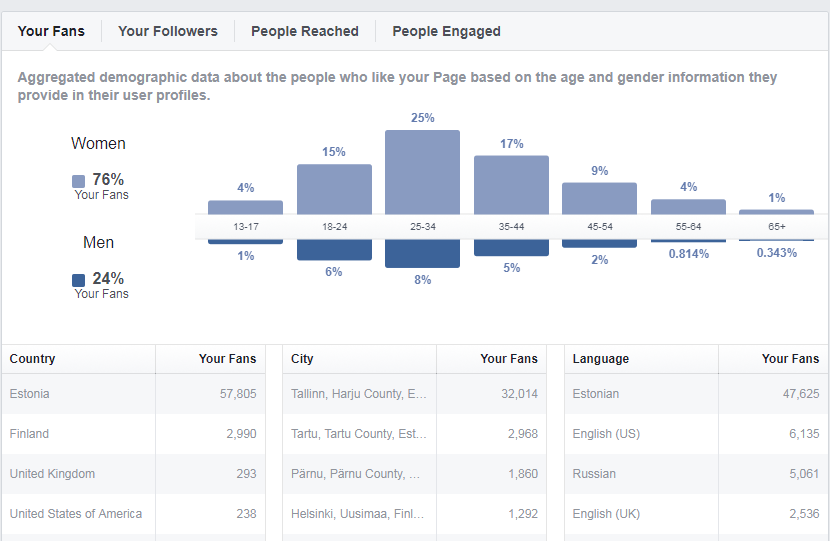 Your Fans Your Followers People Reached People Engaged
Aggregated demographic data about the people who like your Page based on the age and gender information they
provide in their user profiles.
Women
76%
Your Fans
Men
24%
Your Fans
4% 15% 25% 17% 9% 4% 1%
13-17 18-24 25-34 35-44 45-54 55-64 65+
1% 6% 8% 5% 2% 0.814% 0.343%
Country Your Fans City Your Fans Language Your Fans
Estonia 57,805 Tallinn, Harju County, E... 32,014 Estonian 47,625
Finland 2,990 Tartu, Tartu County, Est... 2,968 English (US) 6,135
United Kingdom 293 Pärnu, Pärnu County, ... 1,860 Russian 5,061
United States of America 238 Helsinki, Uusimaa, Finl... 1,292 English (UK) 2,536